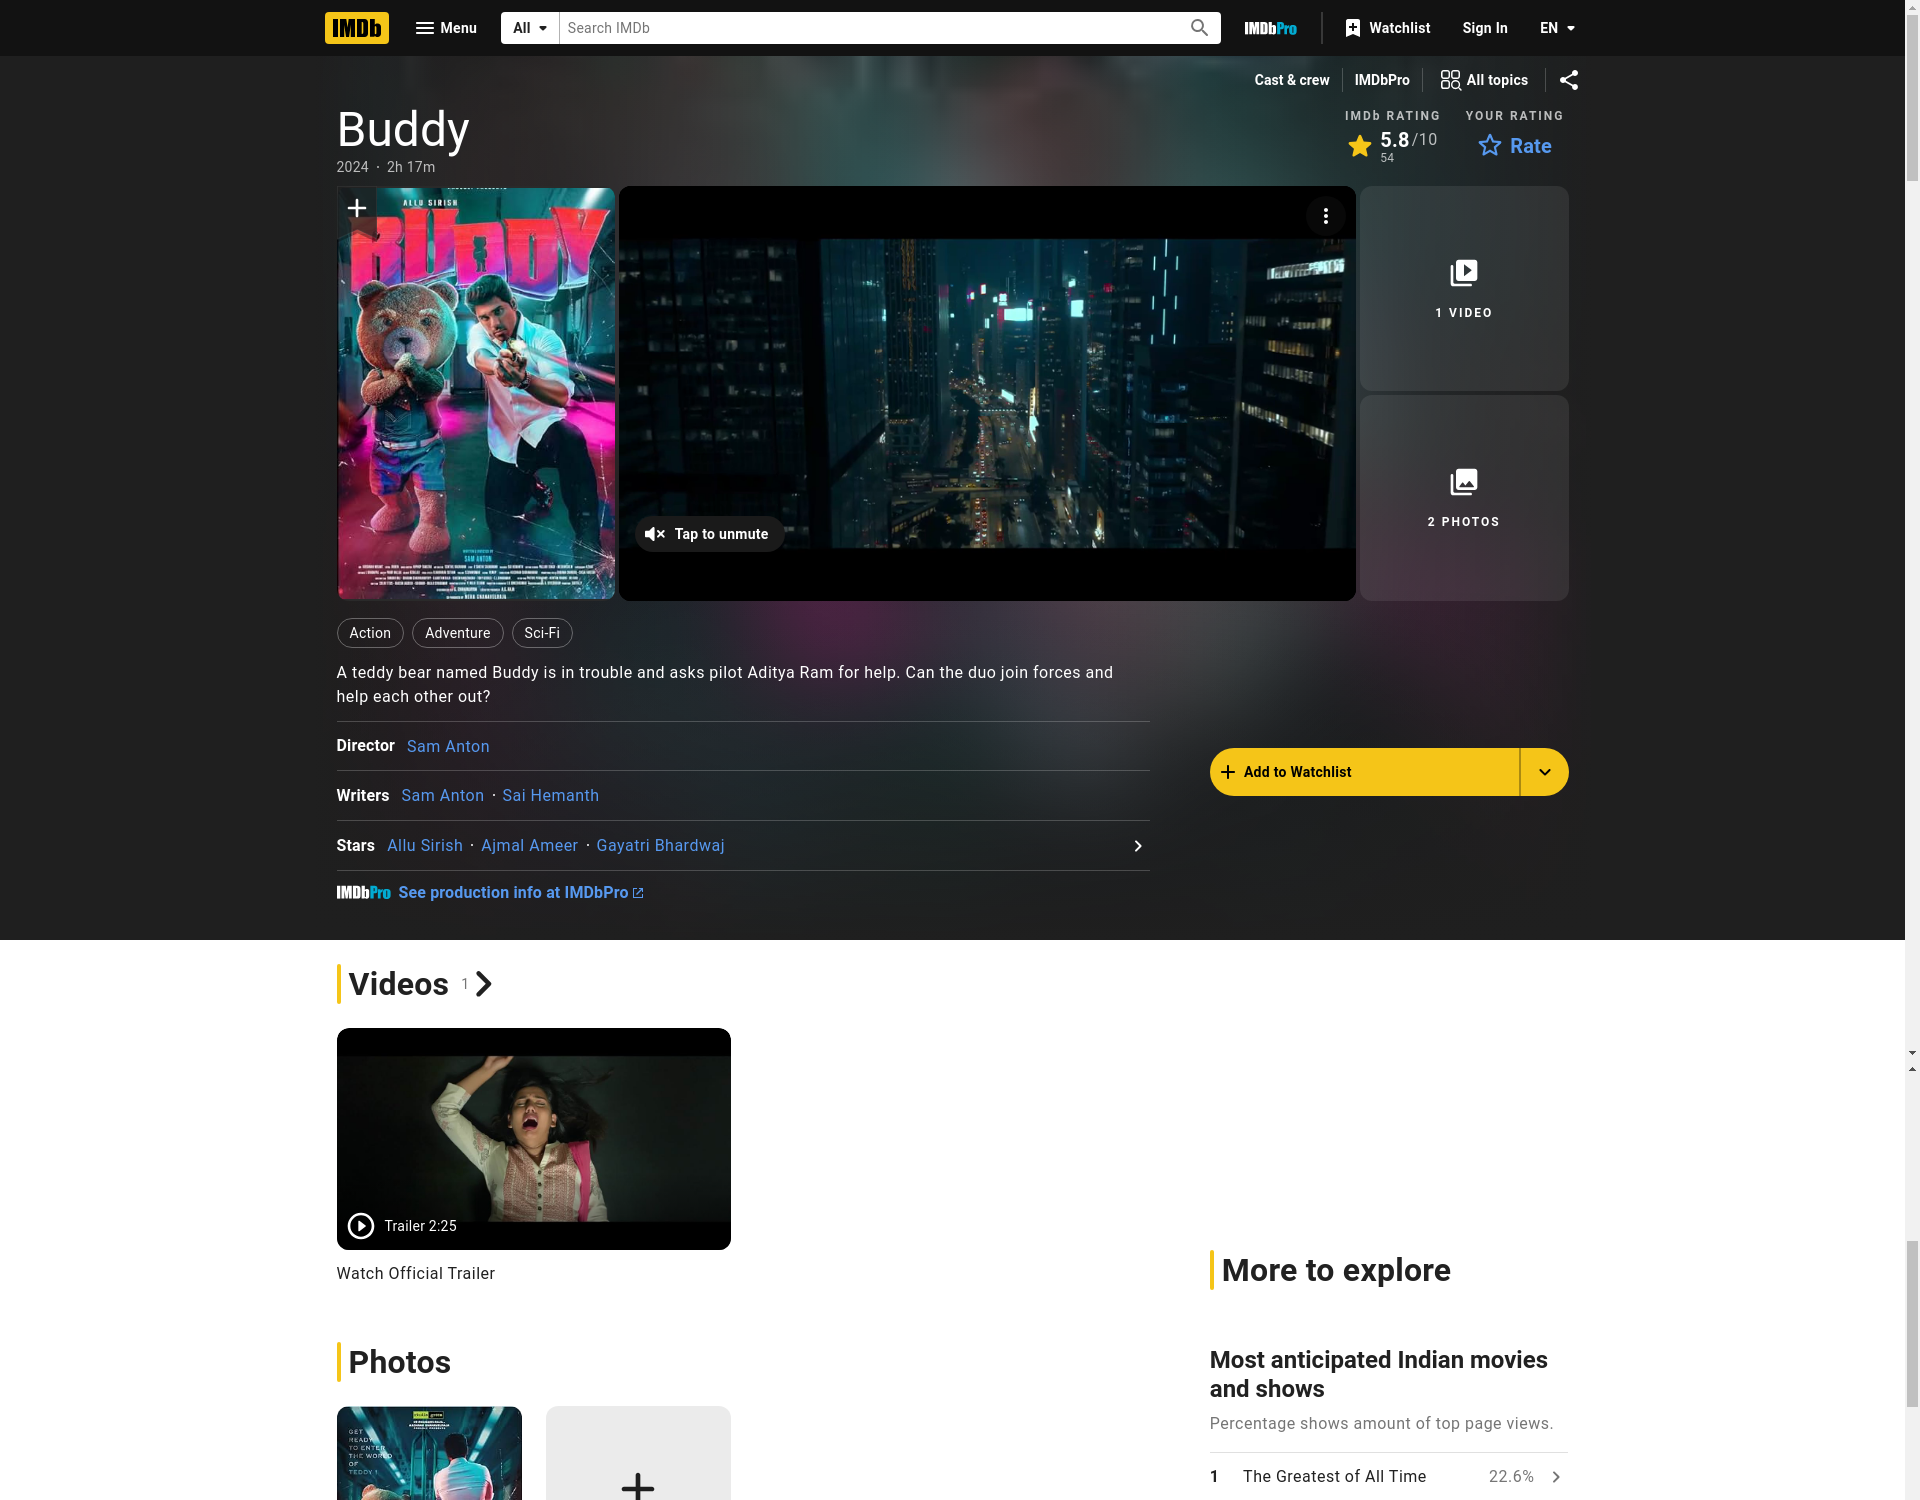 IMDb
Menu
All
Search IMDb
IMDbPro
Watchlist
Sign In
EN
Cast & crew
IMDbPro
All topics
Buddy
2024 · 2h 17m
IMDb RATING
5.8/10
54
YOUR RATING
Rate
ALLU SIRISH
BUDDY
SAM ANTON
Tap to unmute
1 VIDEO
2 PHOTOS
Action
Adventure
Sci-Fi
A teddy bear named Buddy is in trouble and asks pilot Aditya Ram for help. Can the duo join forces and
help each other out?
Director Sam Anton
Writers Sam Anton · Sai Hemanth
Stars Allu Sirish · Ajmal Ameer · Gayatri Bhardwaj
IMDbPro See production info at IMDbPro
Add to Watchlist
Videos 1
Trailer 2:25
Watch Official Trailer
Photos
GET
READY
TO ENTER
THE WORLD
OF
TEDDY !
More to explore
Most anticipated Indian movies
and shows
Percentage shows amount of top page views.
1 The Greatest of All Time 22.6%